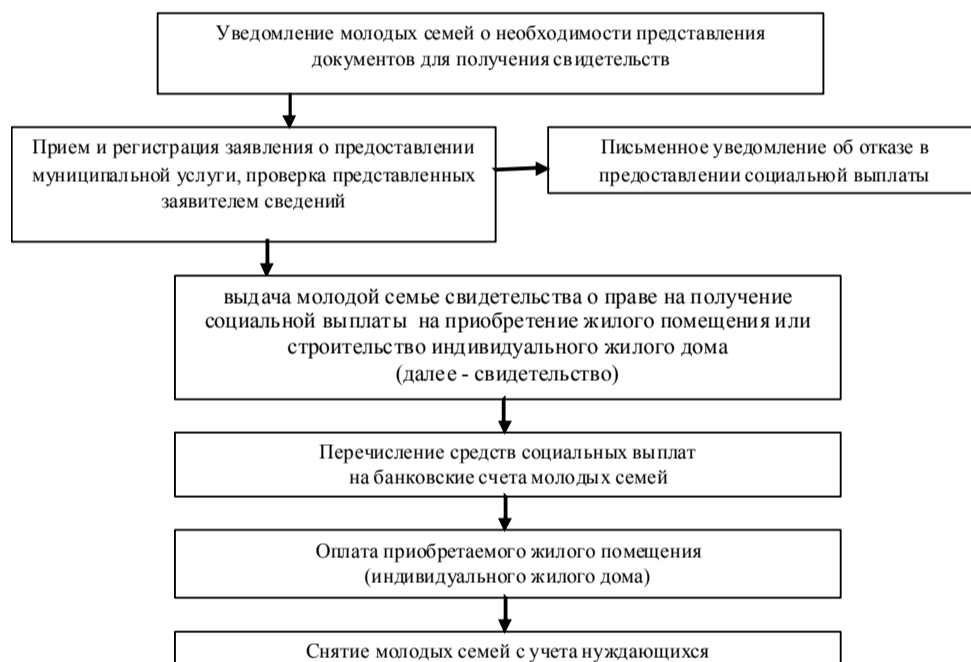 Уведомление молодых семей о необходимости представления
документов для получения свидетельств
Прием и регистрация заявления о предоставлении
муниципальной услуги, проверка представленных
заявителем сведений
Письменное уведомление об отказе в
предоставлении социальной выплаты
выдача молодой семье свидетельства о праве на получение
социальной выплаты на приобретение жилого помещения или
строительство индивидуального жилого дома
(далее - свидетельство)
Перечисление средств социальных выплат
на банковские счета молодых семей
Оплата приобретаемого жилого помещения
(индивидуального жилого дома)
Снятие молодых семей с учета нуждающихся